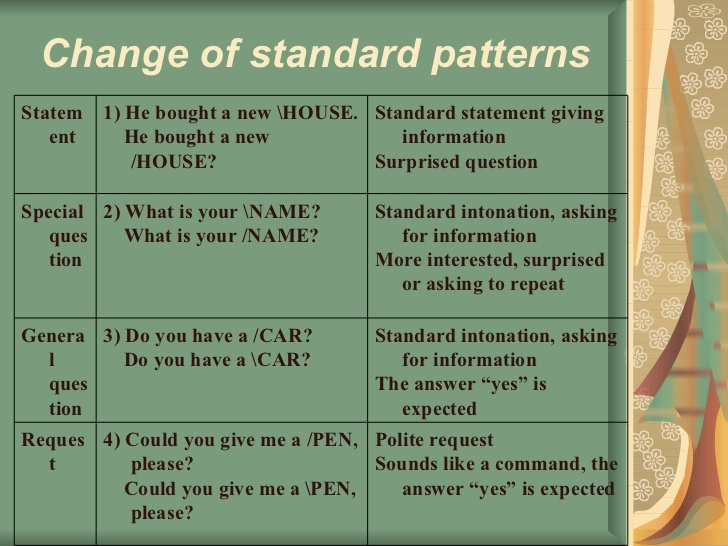 Change of standard patterns
Statem
ent
1) He bought a new \HOUSE.
He bought a new
/HOUSE?
Standard statement giving
information
Surprised question
Special
ques
tion
2) What is your \NAME?
What is your /NAME?
Standard intonation, asking
for information
More interested, surprised
or asking to repeat
Genera
l
ques
tion
3) Do you have a /CAR?
Do you have a \CAR?
Standard intonation, asking
for information
The answer “yes” is
expected
Reques
t
4) Could you give me a /PEN,
please?
Could you give me a \PEN,
please?
Polite request
Sounds like a command, the
answer “yes” is expected